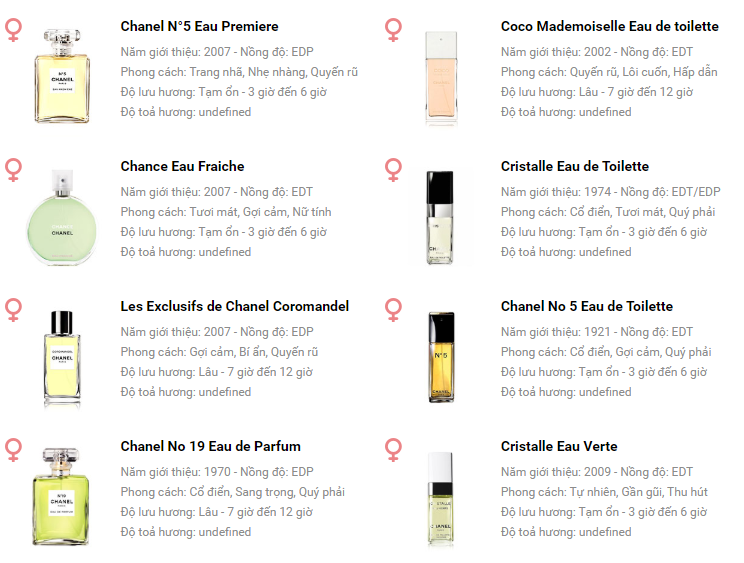 Chanel N°5 Eau Premiere
Năm giới thiệu: 2007 - Nồng độ: EDP
Phong cách: Trang nhã, Nhẹ nhàng, Quyến rũ
Độ lưu hương: Tạm ổn - 3 giờ đến 6 giờ
Độ toả hương: undefined
N°5
CHANEL
PARIS
Coco Mademoiselle Eau de toilette
Năm giới thiệu: 2002 - Nồng độ: EDT
Phong cách: Quyến rũ, Lôi cuốn, Hấp dẫn
Độ lưu hương: Lâu - 7 giờ đến 12 giờ
Độ toả hương: undefined
Chance Eau Fraiche
Năm giới thiệu: 2007 - Nồng độ: EDT
Phong cách: Tươi mát, Gợi cảm, Nữ tính
Độ lưu hương: Tạm ổn - 3 giờ đến 6 giờ
Độ toả hương: undefined
CHANEL
Cristalle Eau de Toilette
Năm giới thiệu: 1974 - Nồng độ: EDT/EDP
Phong cách: Cổ điển, Tươi mát, Quý phái
Độ lưu hương: Tạm ổn - 3 giờ đến 6 giờ
Độ toả hương: undefined
Les Exclusifs de Chanel Coromandel
Năm giới thiệu: 2007 - Nồng độ: EDP
Phong cách: Gợi cảm, Bí ẩn, Quyến rũ
Độ lưu hương: Lâu - 7 giờ đến 12 giờ
Độ toả hương: undefined
COROMANDEL
CHANEL
Chanel No 5 Eau de Toilette
Năm giới thiệu: 1921 - Nồng độ: EDT
Phong cách: Cổ điển, Gợi cảm, Quý phái
Độ lưu hương: Tạm ổn - 3 giờ đến 6 giờ
Độ toả hương: undefined
N°5
CHANEL
Chanel No 19 Eau de Parfum
Năm giới thiệu: 1970 - Nồng độ: EDP
Phong cách: Cổ điển, Sang trọng, Quý phái
Độ lưu hương: Lâu - 7 giờ đến 12 giờ
Độ toả hương: undefined
N°19
CHANEL
PARIS
Cristalle Eau Verte
Năm giới thiệu: 2009 - Nồng độ: EDT
Phong cách: Tự nhiên, Gần gũi, Thu hút
Độ lưu hương: Tạm ổn - 3 giờ đến 6 giờ
Độ toả hương: undefined